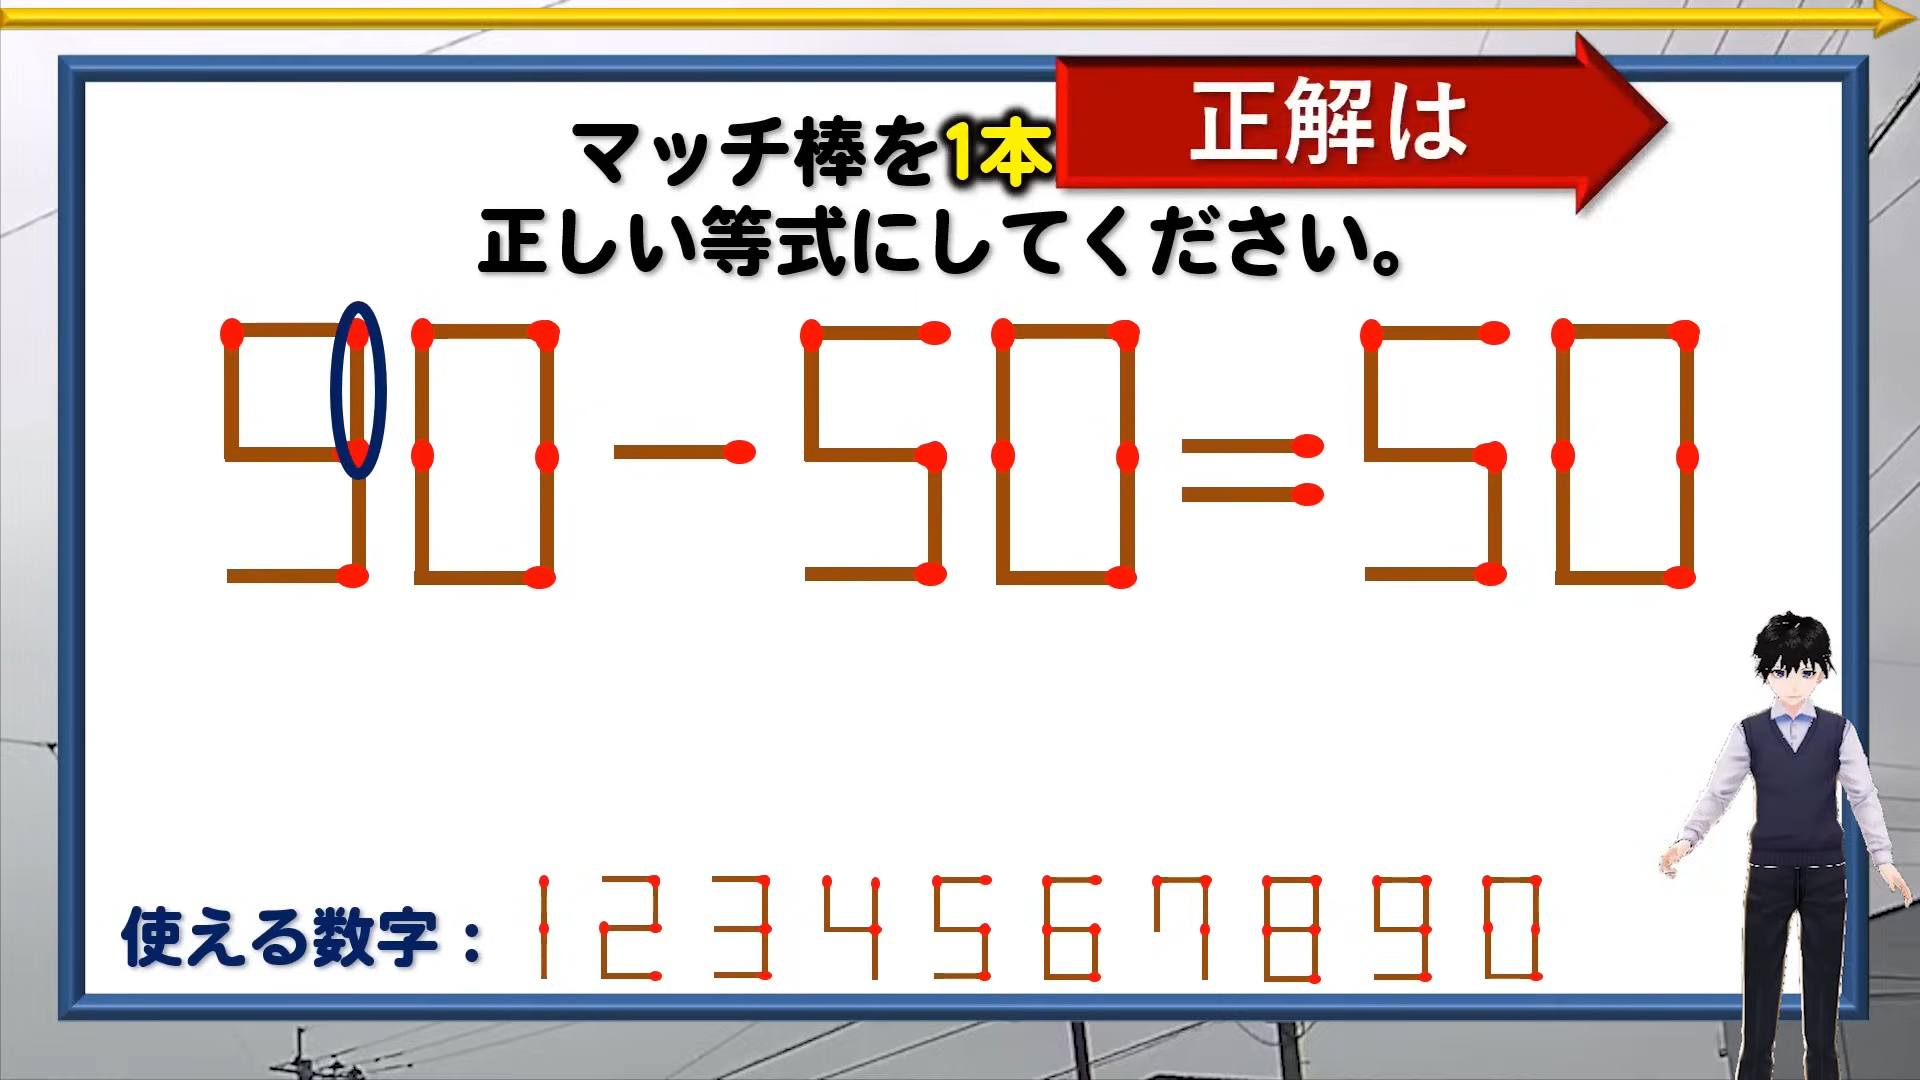 正解は
マッチ棒を1本
正しい等式にしてください。
90-50=50
使える数字：1234567890